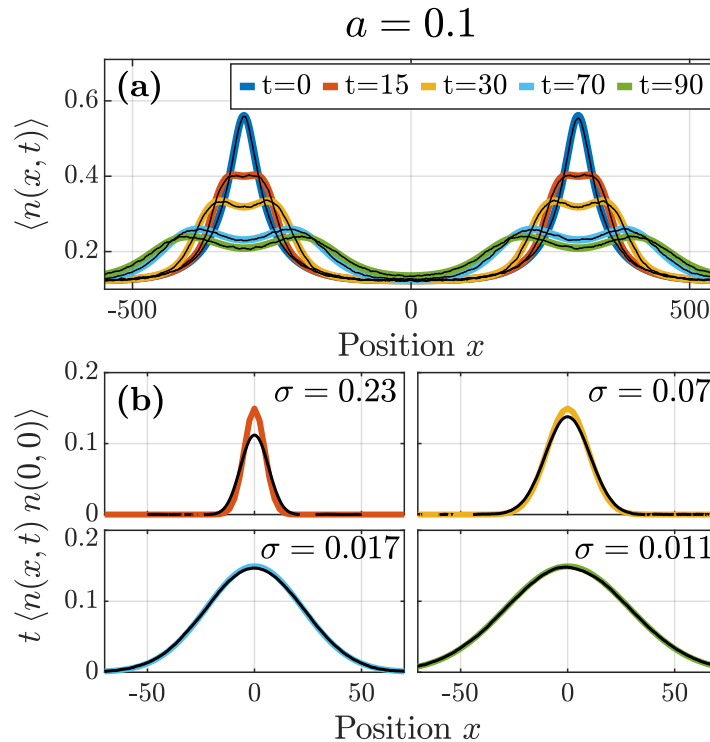 a = 0.1
(a)
t=0 t=15 t=30 t=70 t=90
0.6
0.4
0.2
⟨n(x, t)⟩
-500 0 500
Position x
(b)
σ = 0.23
σ = 0.07
0.2
0.1
0
σ = 0.017
σ = 0.011
0.2
0.1
0
t ⟨n(x, t) n(0, 0)⟩
-50 0 50
-50 0 50
Position x